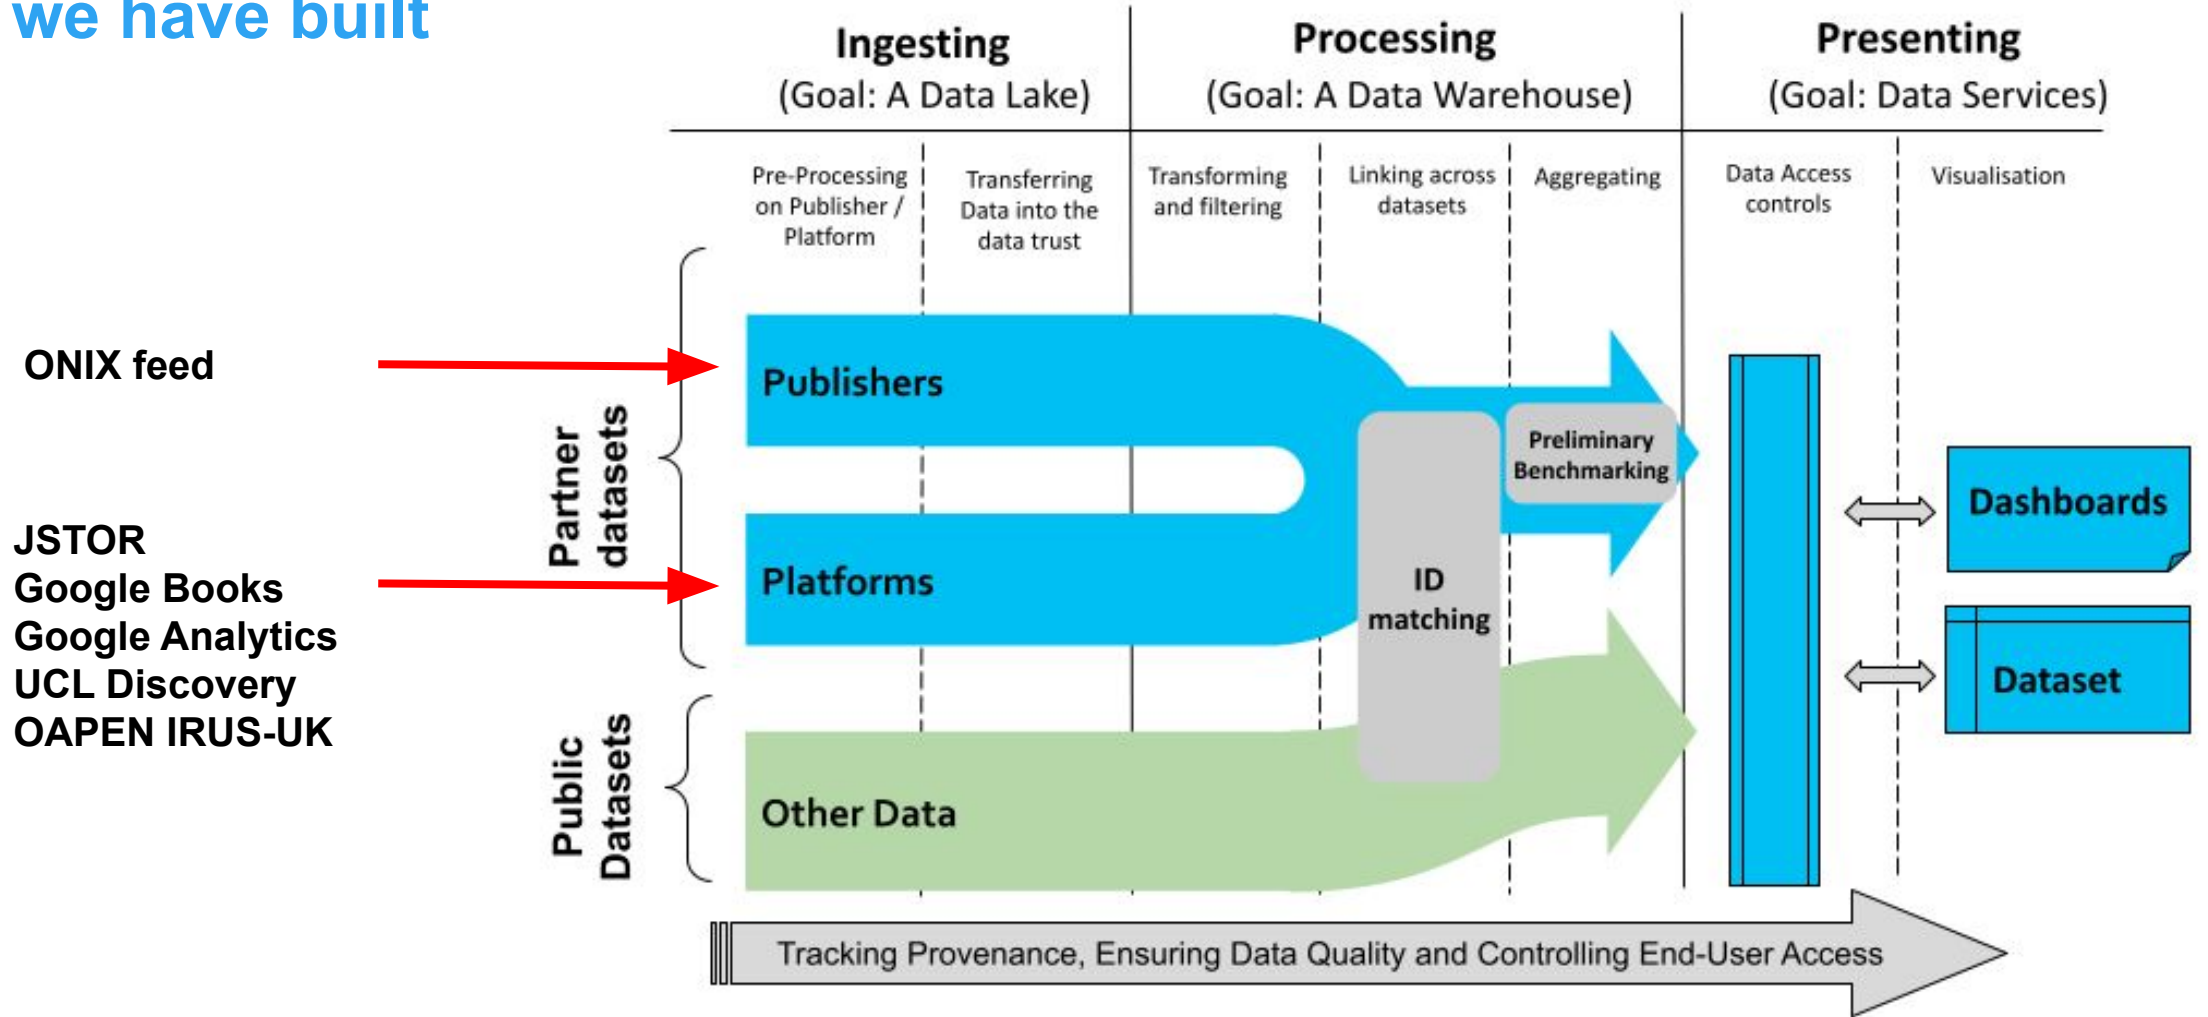 we have built
Ingesting
(Goal: A Data Lake)
Processing
(Goal: A Data Warehouse)
Presenting
(Goal: Data Services)
Pre-Processing
on Publisher /
Platform
Transferring
Data into the
data trust
Transforming
and filtering
Linking across
datasets
Aggregating
Data Access
controls
Visualisation
ONIX feed
JSTOR
Google Books
Google Analytics
UCL Discovery
OAPEN IRUS-UK
Partner
datasets
Public
Datasets
Publishers
Platforms
Other Data
ID
matching
Preliminary
Benchmarking
Dashboards
Dataset
Tracking Provenance, Ensuring Data Quality and Controlling End-User Access